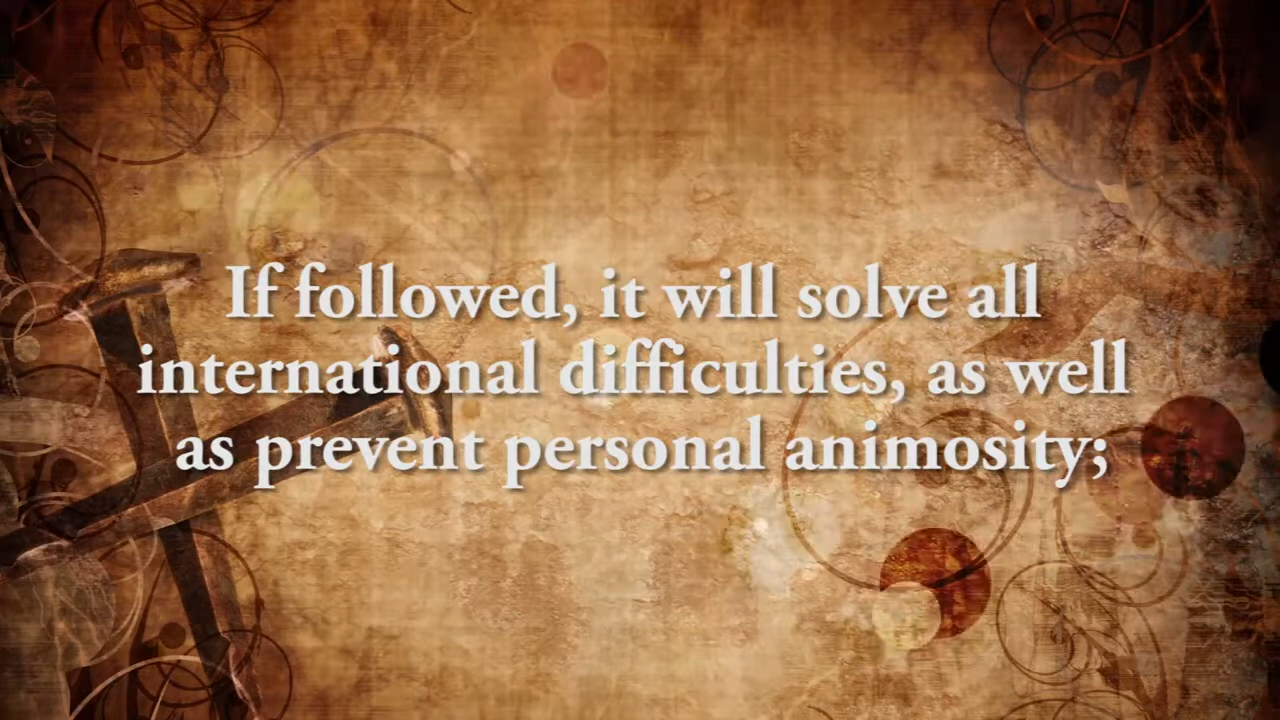 If followed, it will solve all
international difficulties, as well
as prevent personal animosity;